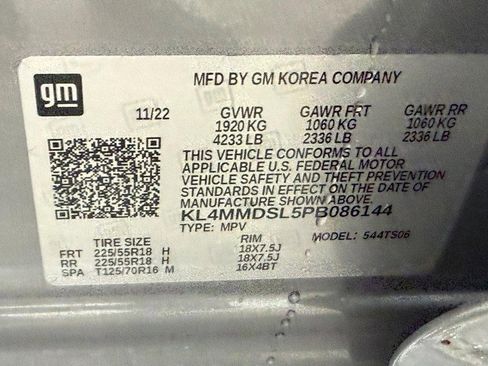 gm
MFD BY GM KOREA COMPANY
11/22 GVWR GAWR FRT GAWR RR
1920 KG 1060 KG 1060 KG
4233 LB 2336 LB 2336 LB
THIS VEHICLE CONFORMS TO ALL
APPLICABLE U.S. FEDERAL MOTOR
VEHICLE SAFETY AND THEFT PREVENTION
STANDARDS IN EFFECT ON THE DATE OF
MANUFACTURE SHOWN ABOVE.
KL4MMDSL5PB086144
TYPE: MPV MODEL: 544TS06
TIRE SIZE RIM
FRT 225/55R18 H 18X7.5J
RR 225/55R18 H 18X7.5J
SPA T125/70R16 M 16X4BT